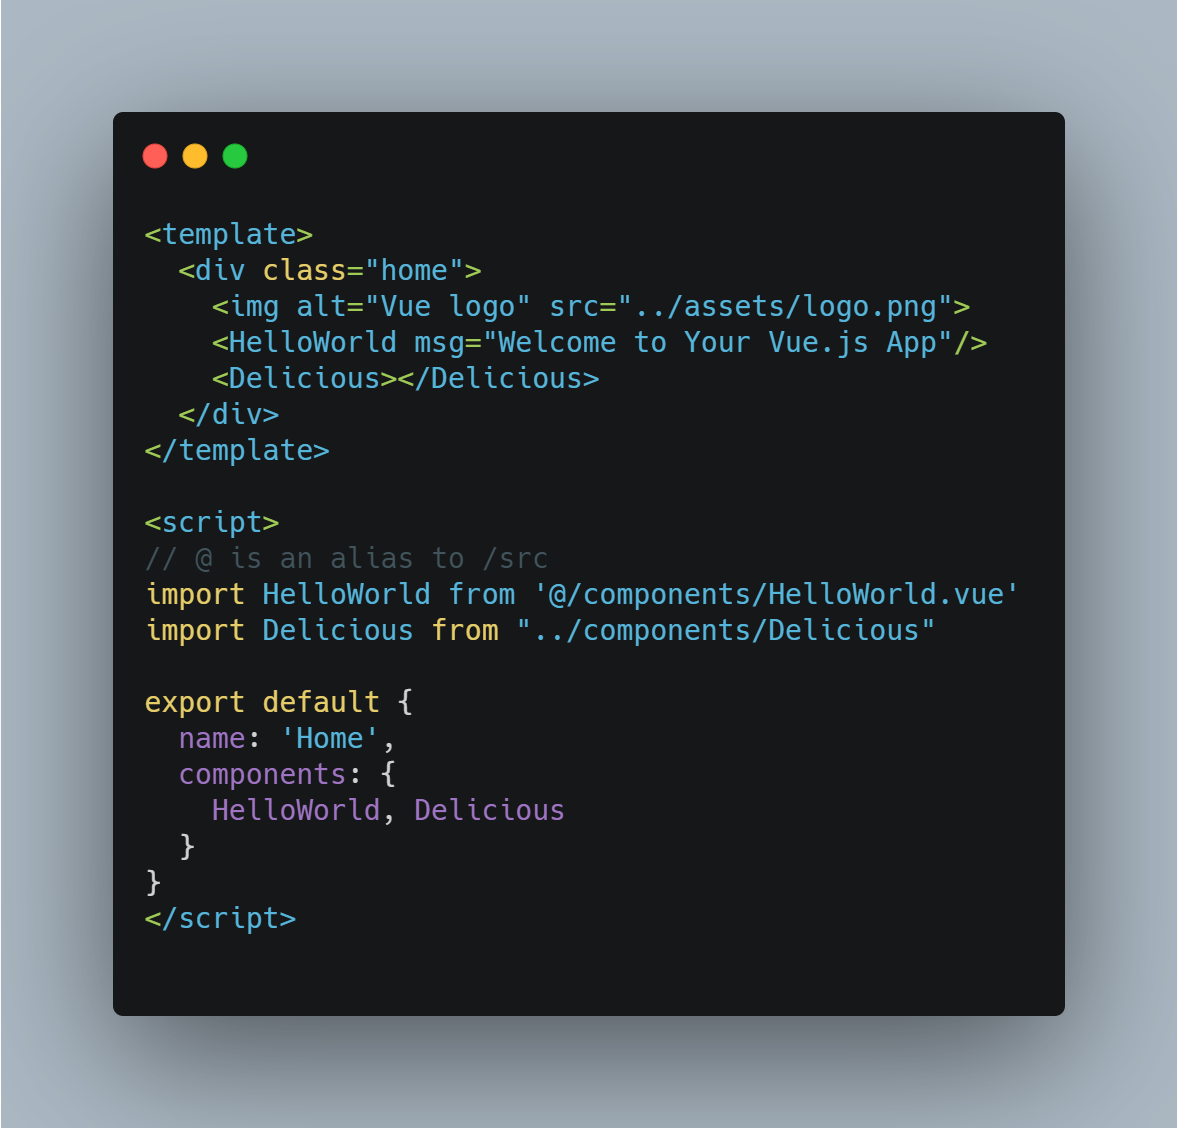 <template>
  <div class="home">
    <img alt="Vue logo" src="../assets/logo.png">
    <HelloWorld msg="Welcome to Your Vue.js App"/>
    <Delicious></Delicious>
  </div>
</template>

<script>
// @ is an alias to /src
import HelloWorld from '@/components/HelloWorld.vue'
import Delicious from "../components/Delicious"

export default {
  name: 'Home',
  components: {
    HelloWorld, Delicious
  }
}
</script>